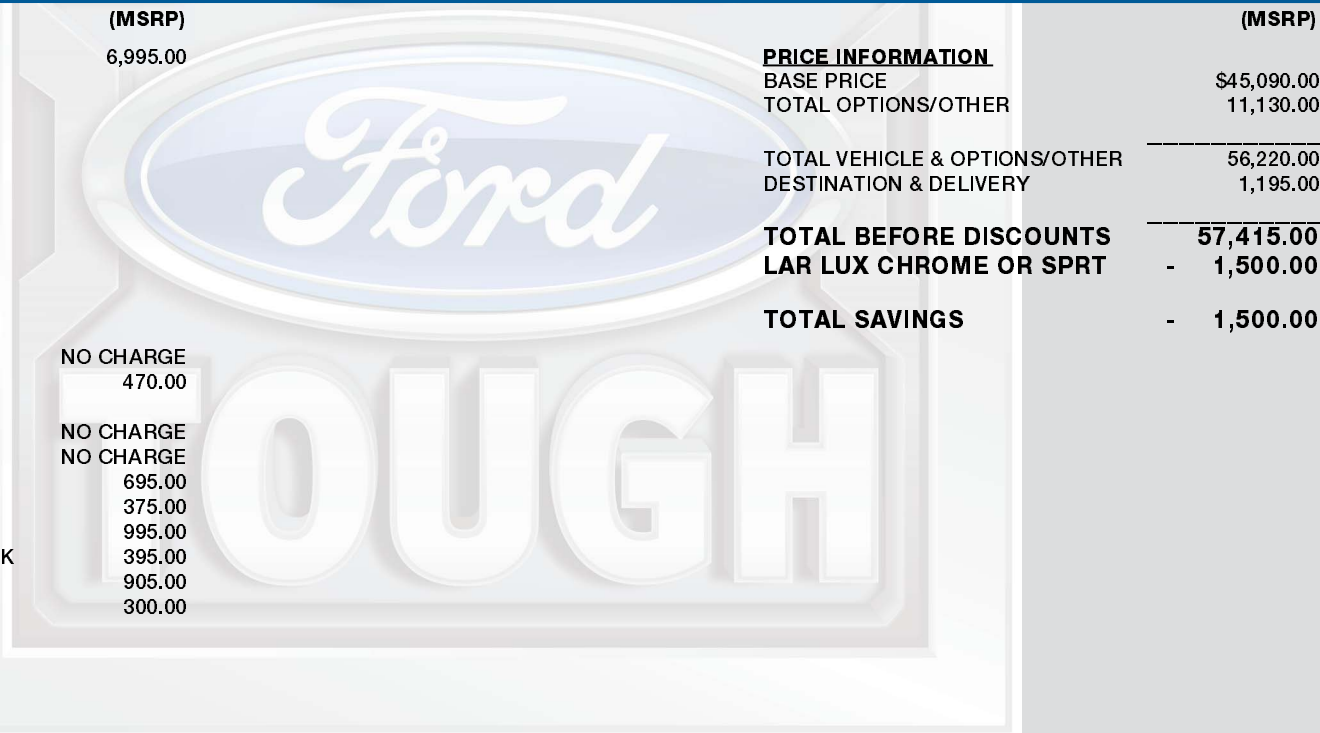 (MSRP)
6,995.00
NO CHARGE
470.00
NO CHARGE
NO CHARGE
695.00
375.00
995.00
K 395.00
905.00
300.00
Ford
TOUGH
(MSRP)
PRICE INFORMATION
BASE PRICE $45,090.00
TOTAL OPTIONS/OTHER 11,130.00
TOTAL VEHICLE & OPTIONS/OTHER 56,220.00
DESTINATION & DELIVERY 1,195.00
TOTAL BEFORE DISCOUNTS 57,415.00
LAR LUX CHROME OR SPRT - 1,500.00
TOTAL SAVINGS - 1,500.00